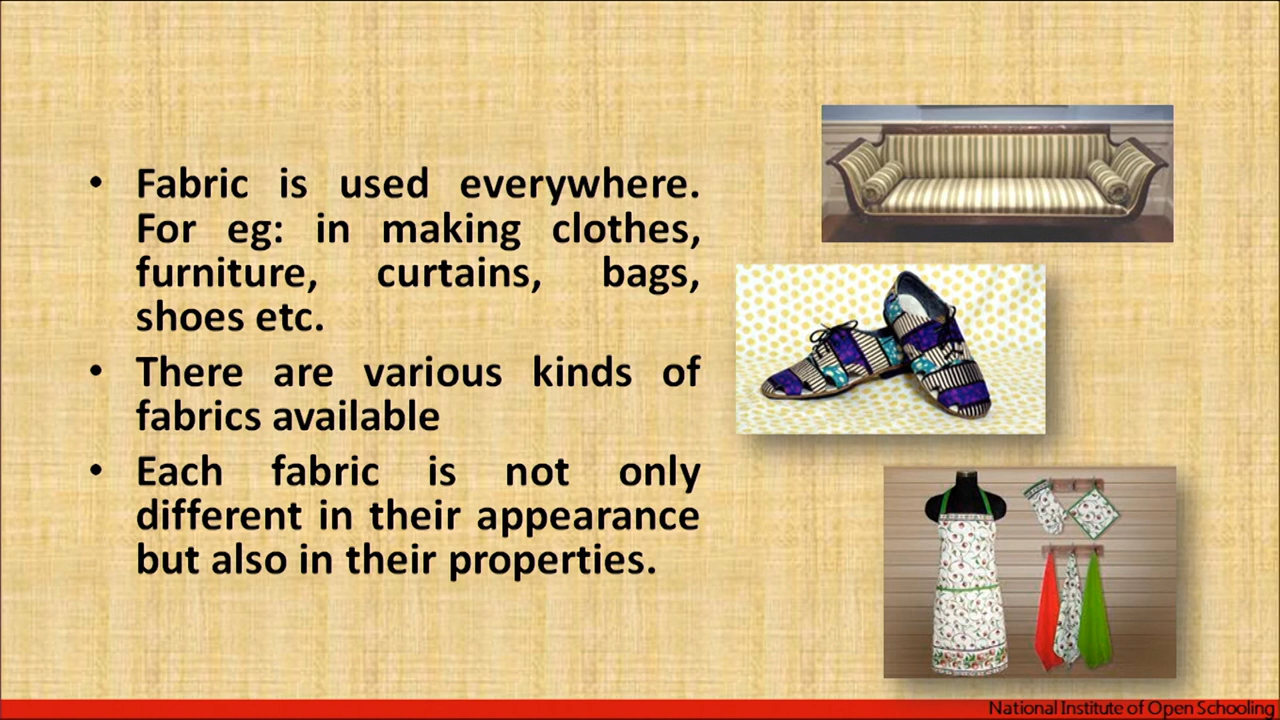 • Fabric is used everywhere.
For eg: in making clothes,
furniture, curtains, bags,
shoes etc.
• There are various kinds of
fabrics available
• Each fabric is not only
different in their appearance
but also in their properties.
National Institute of Open Schooling